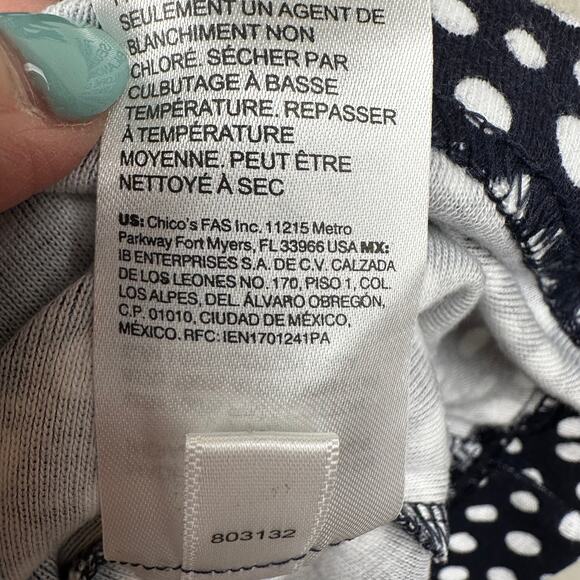 SEULEMENT UN AGENT DE
BLANCHIMENT NON
CHLORÉ. SÉCHER PAR
CULBUTAGE À BASSE
TEMPÉRATURE. REPASSER
À TEMPÉRATURE
MOYENNE. PEUT ÊTRE
NETTOYÉ À SEC
US: Chico's FAS Inc. 11215 Metro
Parkway Fort Myers, FL 33966 USA MX:
IB ENTERPRISES S.A. DE C.V. CALZADA
DE LOS LEONES NO. 170, PISO 1, COL.
LOS ALPES, DEL. ÁLVARO OBREGÓN,
C.P. 01010, CIUDAD DE MÉXICO,
MÉXICO. RFC: IEN1701241PA
803132